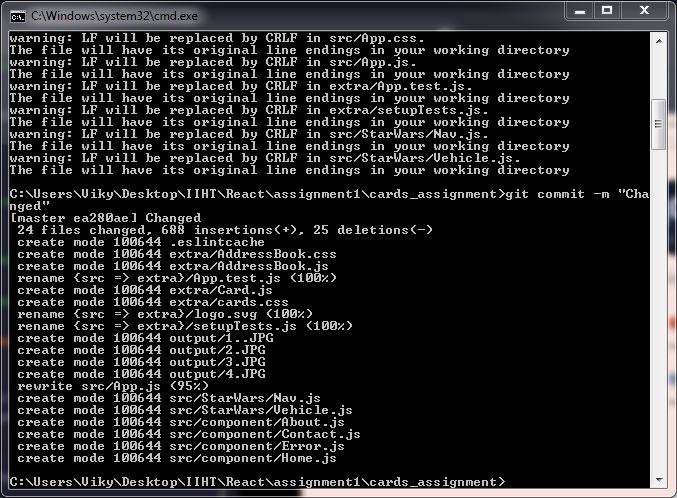 C:\Windows\system32\cmd.exe
warning: LF will be replaced by CRLF in src/App.css.
The file will have its original line endings in your working directory
warning: LF will be replaced by CRLF in src/App.js.
The file will have its original line endings in your working directory
warning: LF will be replaced by CRLF in extra/App.test.js.
The file will have its original line endings in your working directory
warning: LF will be replaced by CRLF in extra/setupTests.js.
The file will have its original line endings in your working directory
warning: LF will be replaced by CRLF in src/StarWars/Nav.js.
The file will have its original line endings in your working directory
warning: LF will be replaced by CRLF in src/StarWars/Vehicle.js.
The file will have its original line endings in your working directory
C:\Users\Viky\Desktop\IIHT\React\assignment1\cards_assignment>git commit -m "Cha
nged"
[master ea280ae] Changed
24 files changed, 688 insertions(+), 25 deletions(-)
create mode 100644 .eslintcache
create mode 100644 extra/AddressBook.css
create mode 100644 extra/AddressBook.js
rename {src => extra}/App.test.js (100%)
create mode 100644 extra/Card.js
create mode 100644 extra/cards.css
rename {src => extra}/logo.svg (100%)
rename {src => extra}/setupTests.js (100%)
create mode 100644 output/1..JPG
create mode 100644 output/2.JPG
create mode 100644 output/3.JPG
create mode 100644 output/4.JPG
rewrite src/App.js (95%)
create mode 100644 src/StarWars/Nav.js
create mode 100644 src/StarWars/Vehicle.js
create mode 100644 src/component/About.js
create mode 100644 src/component/Contact.js
create mode 100644 src/component/Error.js
create mode 100644 src/component/Home.js
C:\Users\Viky\Desktop\IIHT\React\assignment1\cards_assignment>